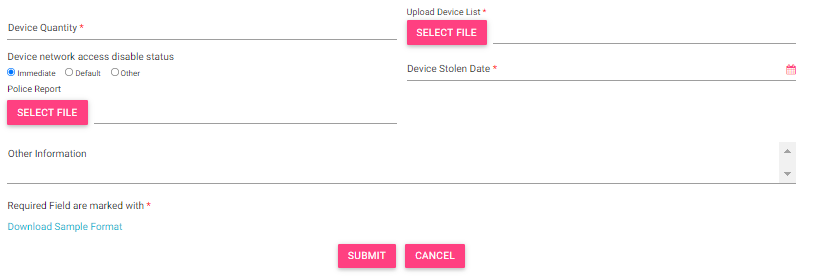 Device Quantity *
Upload Device List *
SELECT FILE
Device network access disable status
Immediate Default Other
Device Stolen Date *
Police Report
SELECT FILE
Other Information
Required Field are marked with *
Download Sample Format
SUBMIT CANCEL